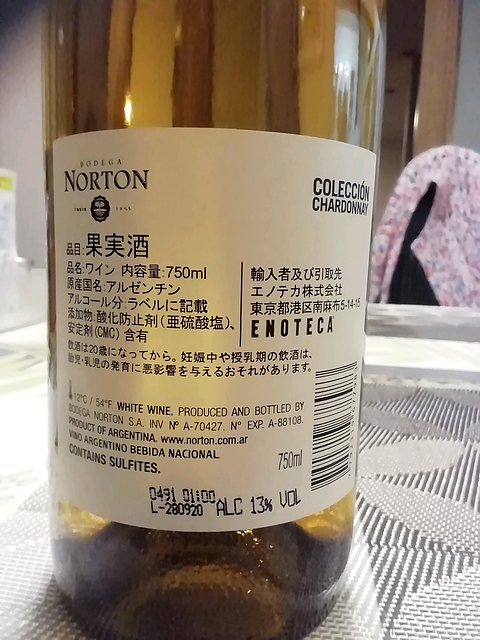 BODEGA
NORTON
COLECCIÓN
CHARDONNAY
品目:果実酒
品名:ワイン 内容量:750ml
原産国名:アルゼンチン
アルコール分:ラベルに記載
添加物:酸化防止剤(亜硫酸塩)、
安定剤(CMC)含有
輸入者及び引取先
エノテカ株式会社
東京都港区南麻布5-14-15
ENOTECA
飲酒は20歳になってから。妊娠中や授乳期の飲酒は、
胎児・乳児の発育に悪影響を与えるおそれがあります。
12°C / 54°F WHITE WINE. PRODUCED AND BOTTLED BY
BODEGA NORTON S.A. INV Nº A-70427. Nº EXP. A-88108.
PRODUCT OF ARGENTINA. www.norton.com.ar
VINO ARGENTINO BEBIDA NACIONAL
CONTAINS SULFITES.
750ml
0491 01:00
L-280920 ALC 13% VOL